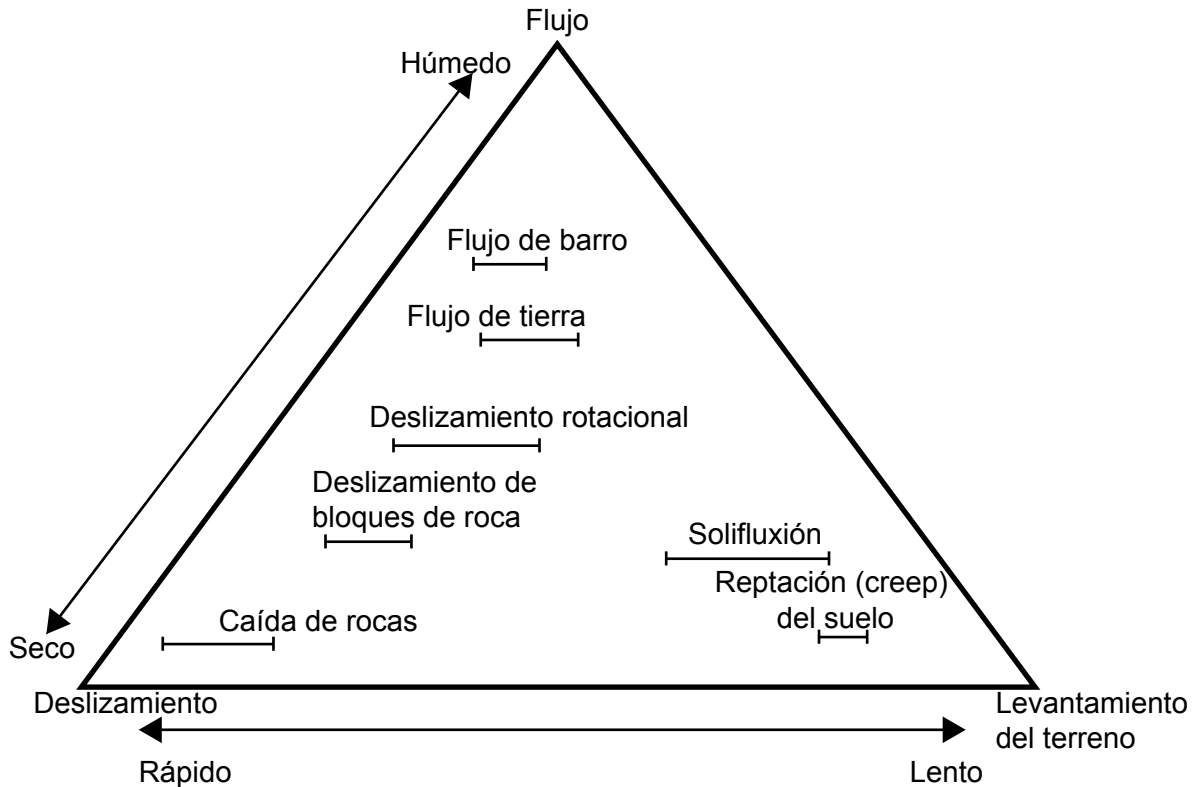 Flujo
Húmedo
Flujo de barro
Flujo de tierra
Deslizamiento rotacional
Deslizamiento de
bloques de roca
Solifluxión
Reptación (creep)
del suelo
Caída de rocas
Seco
Deslizamiento
Levantamiento
del terreno
Rápido
Lento